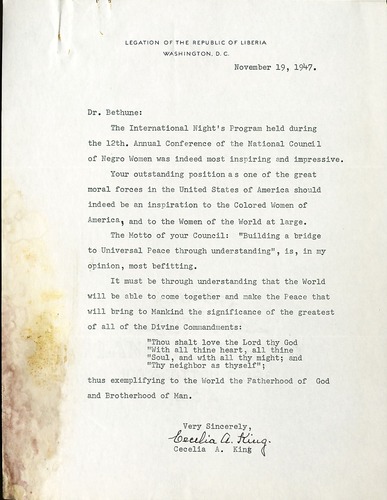 LEGATION OF THE REPUBLIC OF LIBERIA
WASHINGTON, D. C.
November 19, 1947.
Dr. Bethune:
The International Night's Program held during
the 12th. Annual Conference of the National Council
of Negro Women was indeed most inspiring and impressive.
Your outstanding position as one of the great
moral forces in the United States of America should
indeed be an inspiration to the Colored Women of
America, and to the Women of the World at large.
The Motto of your Council: "Building a bridge
to Universal Peace through understanding", is, in my
opinion, most befitting.
It must be through understanding that the World
will be able to come together and make the Peace that
will bring to Mankind the significance of the greatest
of all of the Divine Commandments:
"Thou shalt love the Lord thy God
"With all thine heart, all thine
"Soul, and with all thy might; and
"Thy neighbor as thyself";
thus exemplifying to the World the Fatherhood of God
and Brotherhood of Man.
Very Sincerely,
Cecelia A. King.
Cecelia A. King